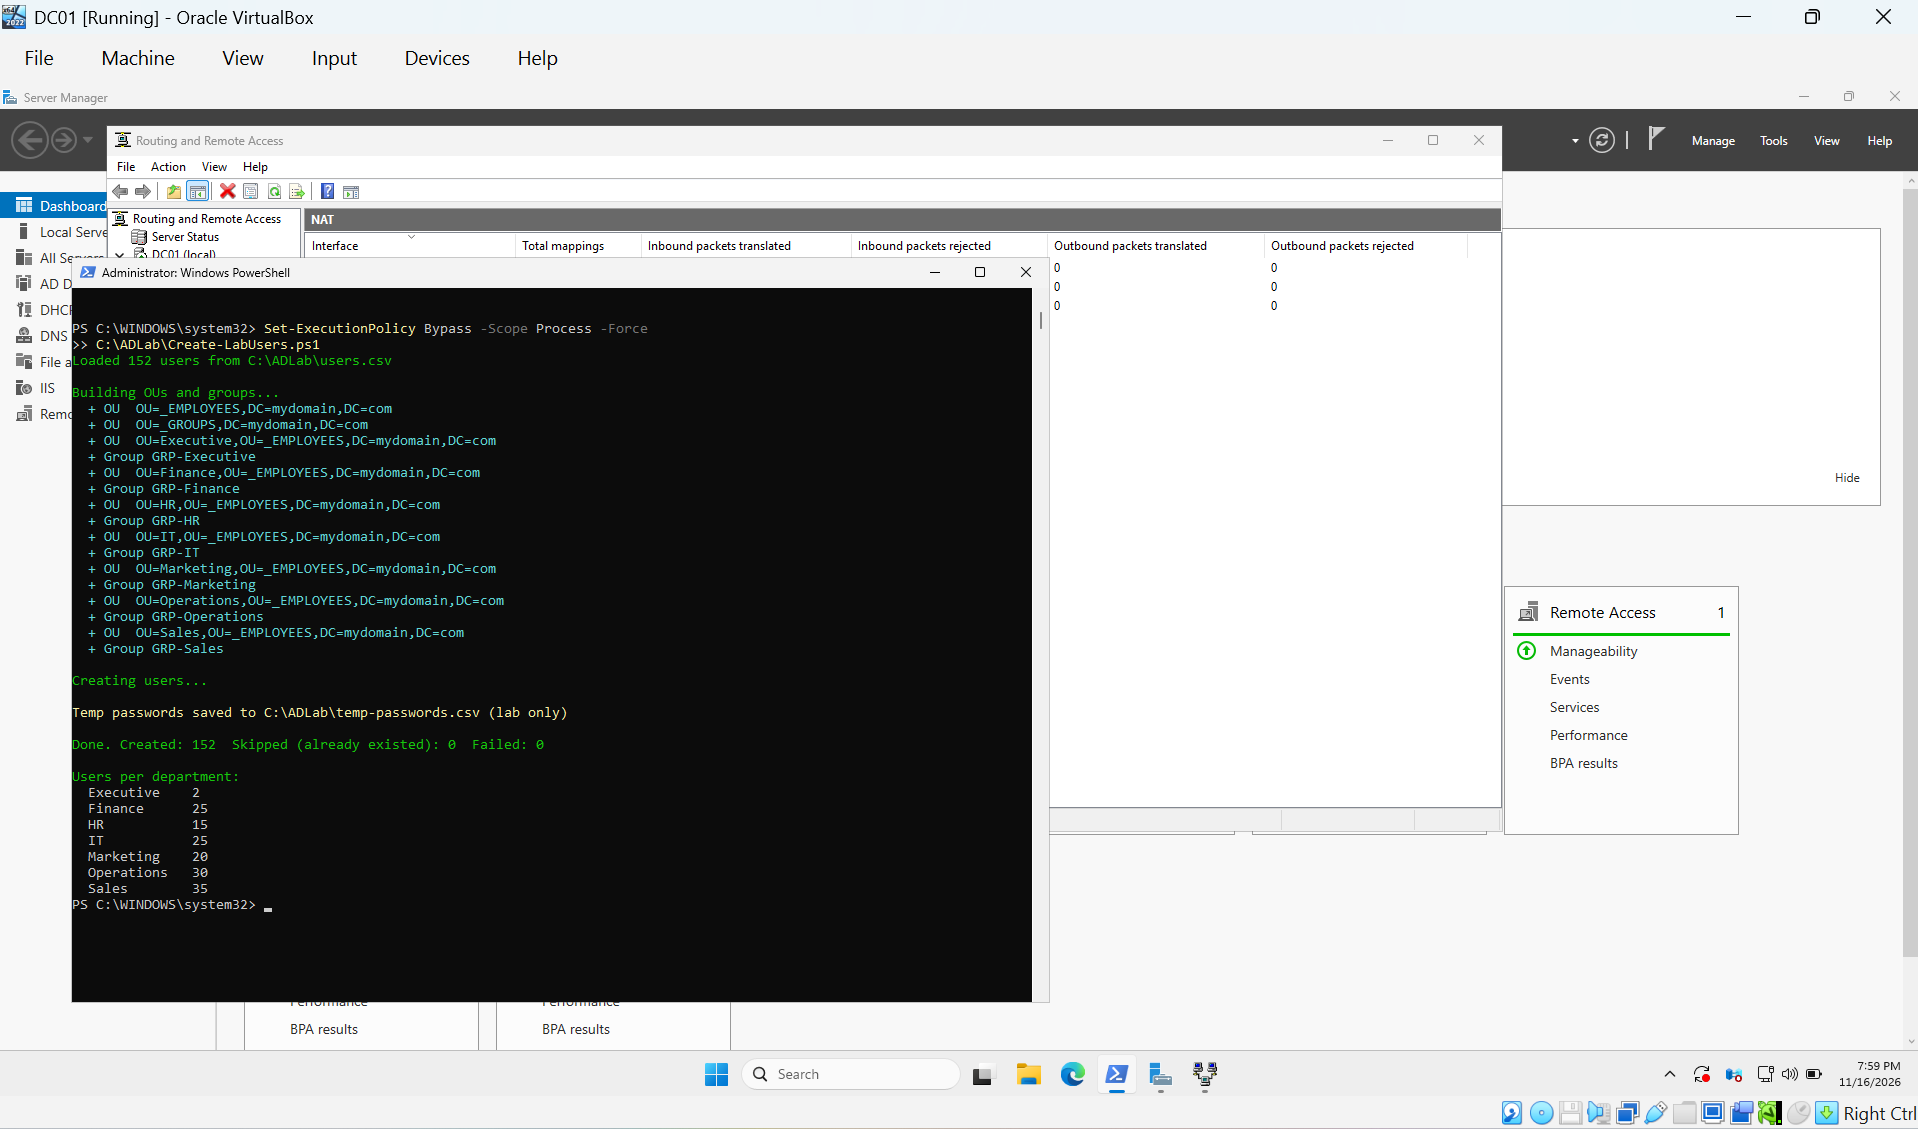 DC01 [Running] - Oracle VirtualBox
File Machine View Input Devices Help
Server Manager
Routing and Remote Access
Manage Tools View Help
File Action View Help
Dashboard
Local Serve
All Servers
AD D
DHC
DNS
File a
IIS
Remo
Routing and Remote Access
Server Status
DC01 (local)
NAT
Interface Total mappings Inbound packets translated Inbound packets rejected Outbound packets translated Outbound packets rejected
0 0
0 0
0 0
Administrator: Windows PowerShell
PS C:\WINDOWS\system32> Set-ExecutionPolicy Bypass -Scope Process -Force
>> C:\ADLab\Create-LabUsers.ps1
Loaded 152 users from C:\ADLab\users.csv
Building OUs and groups...
+ OU OU=_EMPLOYEES,DC=mydomain,DC=com
+ OU OU=_GROUPS,DC=mydomain,DC=com
+ OU OU=Executive,OU=_EMPLOYEES,DC=mydomain,DC=com
+ Group GRP-Executive
+ OU OU=Finance,OU=_EMPLOYEES,DC=mydomain,DC=com
+ Group GRP-Finance
+ OU OU=HR,OU=_EMPLOYEES,DC=mydomain,DC=com
+ Group GRP-HR
+ OU OU=IT,OU=_EMPLOYEES,DC=mydomain,DC=com
+ Group GRP-IT
+ OU OU=Marketing,OU=_EMPLOYEES,DC=mydomain,DC=com
+ Group GRP-Marketing
+ OU OU=Operations,OU=_EMPLOYEES,DC=mydomain,DC=com
+ Group GRP-Operations
+ OU OU=Sales,OU=_EMPLOYEES,DC=mydomain,DC=com
+ Group GRP-Sales
Creating users...
Temp passwords saved to C:\ADLab\temp-passwords.csv (lab only)
Done. Created: 152 Skipped (already existed): 0 Failed: 0
Users per department:
Executive 2
Finance 25
HR 15
IT 25
Marketing 20
Operations 30
Sales 35
PS C:\WINDOWS\system32>
Hide
Remote Access 1
Manageability
Events
Services
Performance
BPA results
Performance Performance
BPA results BPA results
Search
7:59 PM
11/16/2026
Right Ctrl